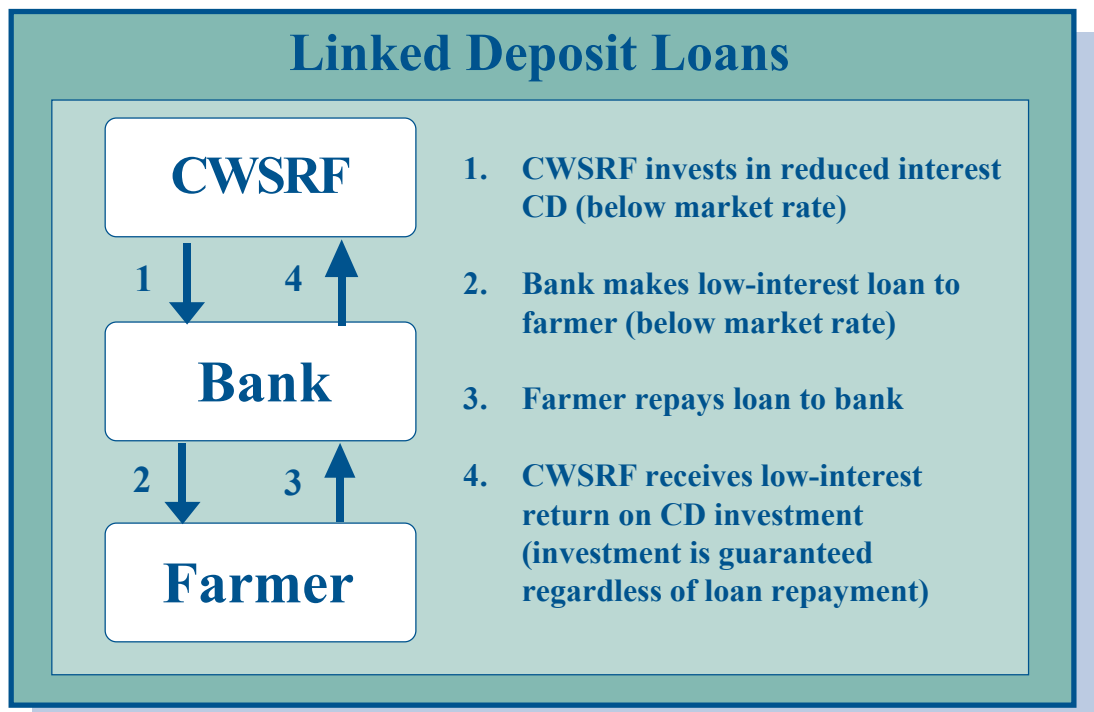 Linked Deposit Loans
CWSRF
1
4
Bank
2
3
Farmer
1. CWSRF invests in reduced interest
CD (below market rate)
2. Bank makes low-interest loan to
farmer (below market rate)
3. Farmer repays loan to bank
4. CWSRF receives low-interest
return on CD investment
(investment is guaranteed
regardless of loan repayment)